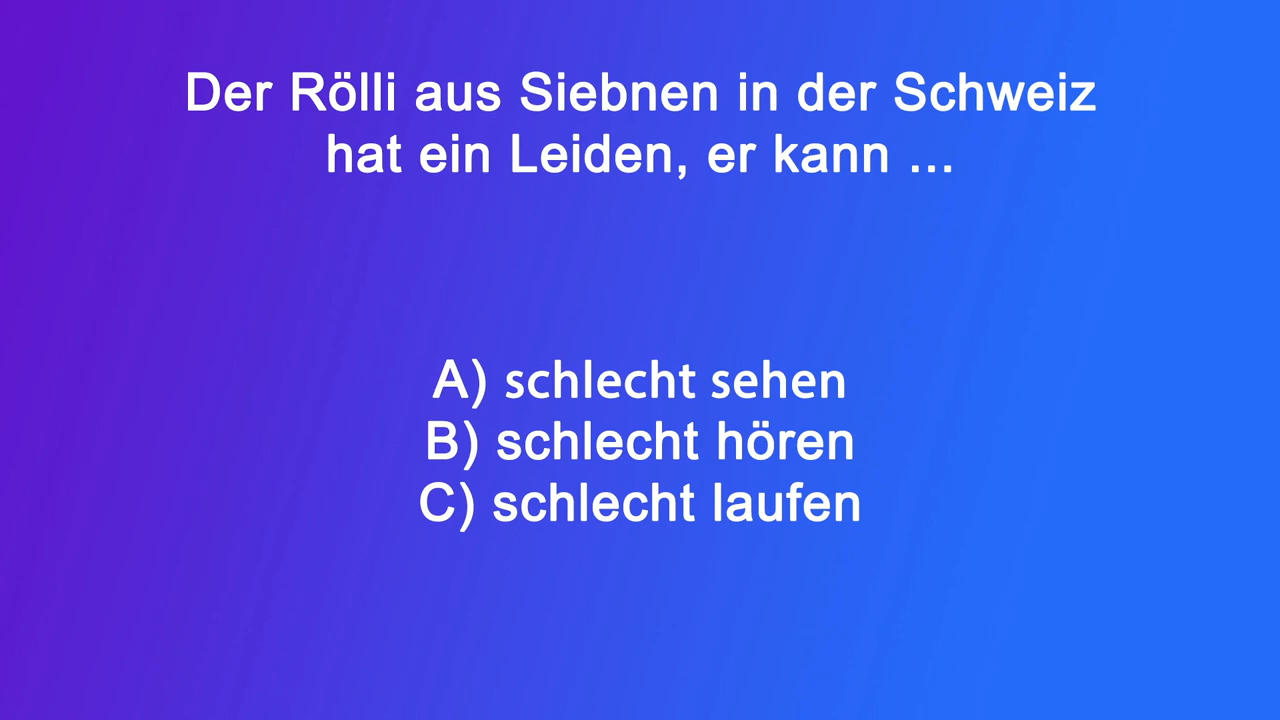 Der Rölli aus Siebnen in der Schweiz
hat ein Leiden, er kann ...
A) schlecht sehen
B) schlecht hören
C) schlecht laufen